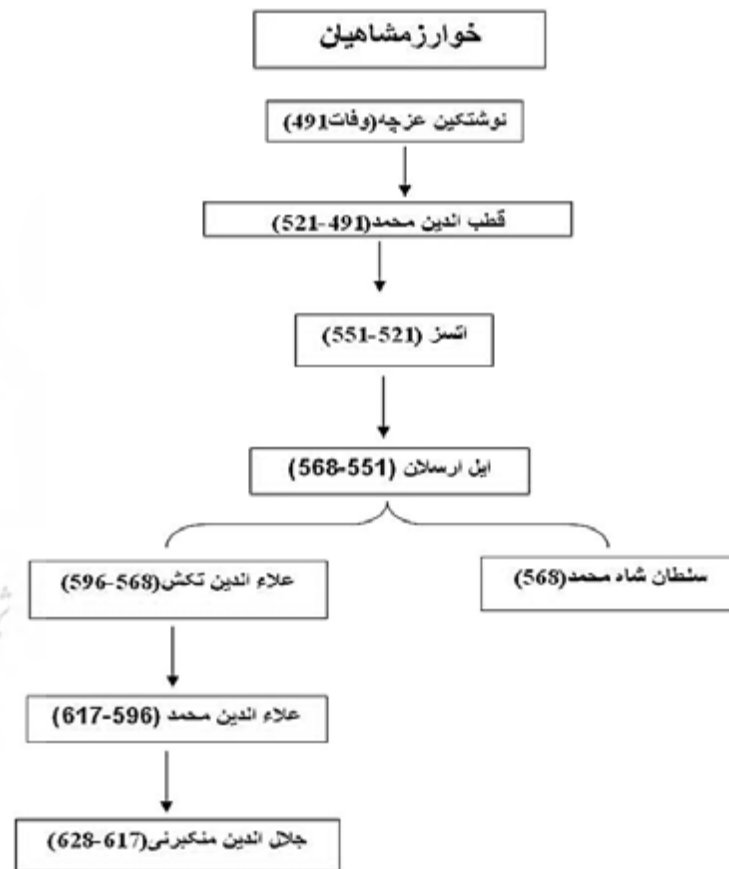 خوارزمشاهیان
نوشتکین عزچه(وفات491)
قطب الدین محمد(491-521)
اتسز (521-551)
ایل ارسلان (551-568)
علاء الدین تکش(568-596)
سلطان شاه محمد(568)
علاء الدین محمد (596-617)
جلال الدین منکبرنی(617-628)